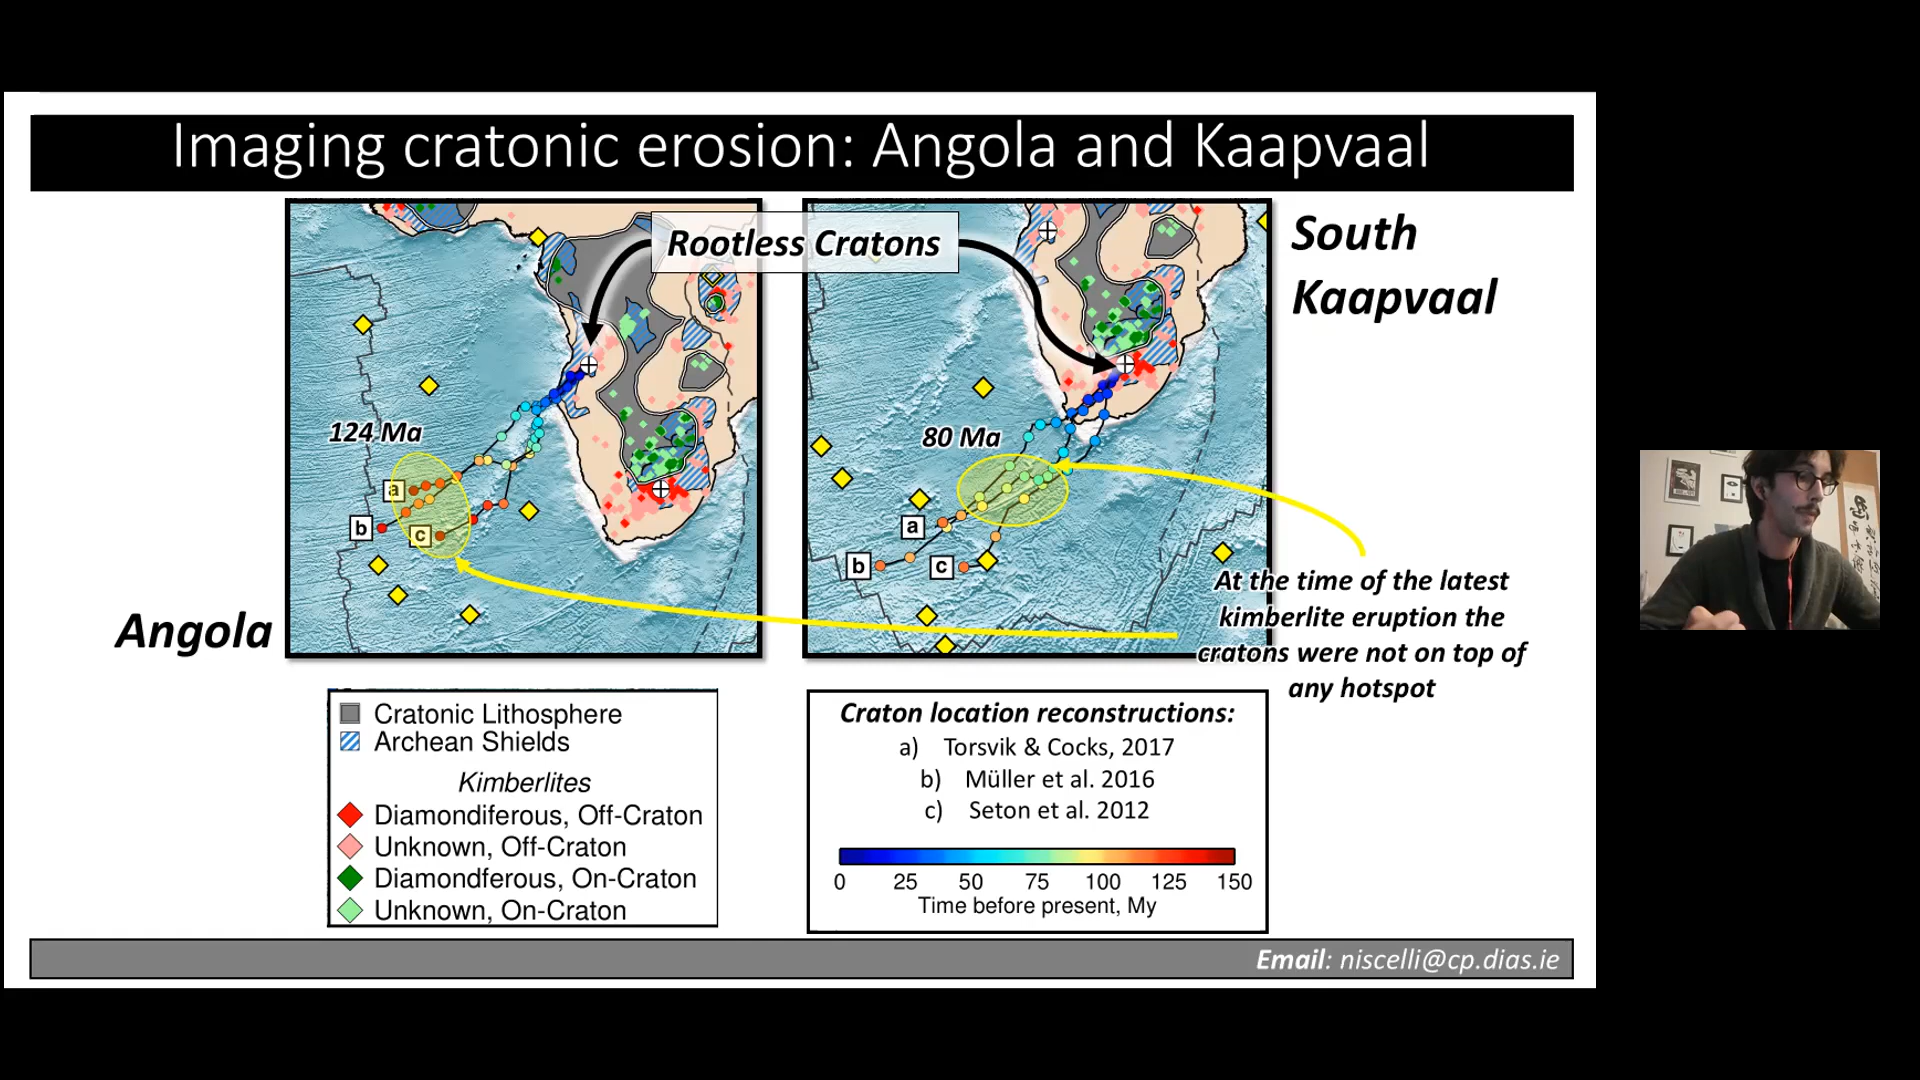 Imaging cratonic erosion: Angola and Kaapvaal
Rootless Cratons
South
Kaapvaal
124 Ma
80 Ma
a
b
c
a
b
c
Angola
At the time of the latest
kimberlite eruption the
cratons were not on top of
any hotspot
Cratonic Lithosphere
Archean Shields
Kimberlites
Diamondiferous, Off-Craton
Unknown, Off-Craton
Diamondferous, On-Craton
Unknown, On-Craton
Craton location reconstructions:
a) Torsvik & Cocks, 2017
b) Müller et al. 2016
c) Seton et al. 2012
0 25 50 75 100 125 150
Time before present, My
Email: niscelli@cp.dias.ie